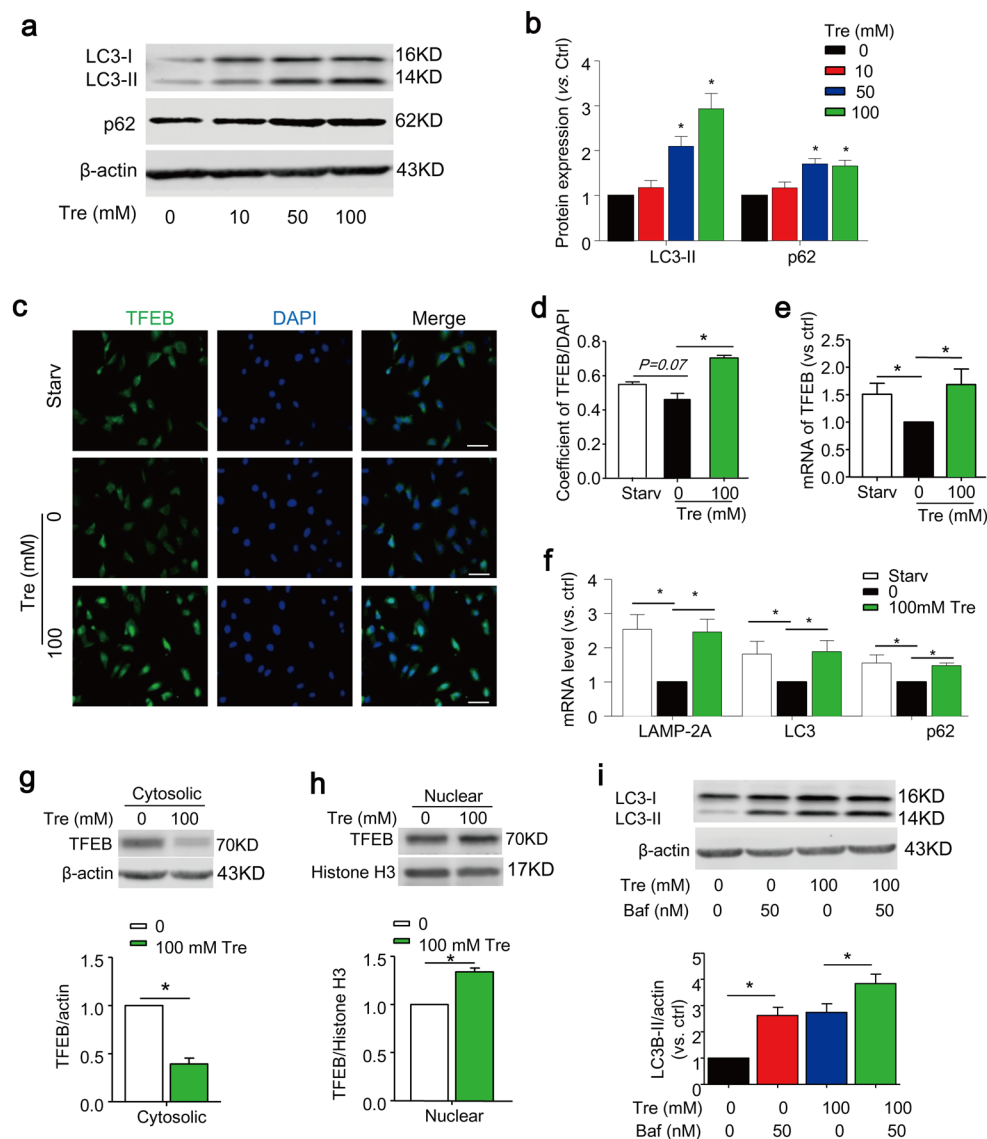 a
LC3-I 16KD
LC3-II 14KD
p62 62KD
β-actin 43KD
Tre (mM) 0 10 50 100
b
Tre (mM)
0
10
50
100
Protein expression (vs. Ctrl)
4
3
2
1
0
* * * *
LC3-II p62
c
TFEB DAPI Merge
Starv
Tre (mM)
0
100
d
Coefficient of TFEB/DAPI
0.8
0.6
0.4
0.2
0.0
P=0.07 *
Starv 0 100
Tre (mM)
e
mRNA of TFEB (vs ctrl)
2.0
1.5
1.0
0.5
0.0
* *
Starv 0 100
Tre (mM)
f
Starv
0
100mM Tre
mRNA level (vs. ctrl)
4
3
2
1
0
* * * * * *
LAMP-2A LC3 p62
g
Cytosolic
Tre (mM) 0 100
TFEB 70KD
β-actin 43KD
0
100 mM Tre
TFEB/actin
1.5
1.0
0.5
0.0
*
Cytosolic
h
Nuclear
Tre (mM) 0 100
TFEB 70KD
Histone H3 17KD
0
100 mM Tre
TFEB/Histone H3
1.5
1.0
0.5
0.0
*
Nuclear
i
LC3-I 16KD
LC3-II 14KD
β-actin 43KD
Tre (mM) 0 0 100 100
Baf (nM) 0 50 0 50
LC3B-II/actin
(vs. ctrl)
5
4
3
2
1
0
* *
Tre (mM) 0 0 100 100
Baf (nM) 0 50 0 50